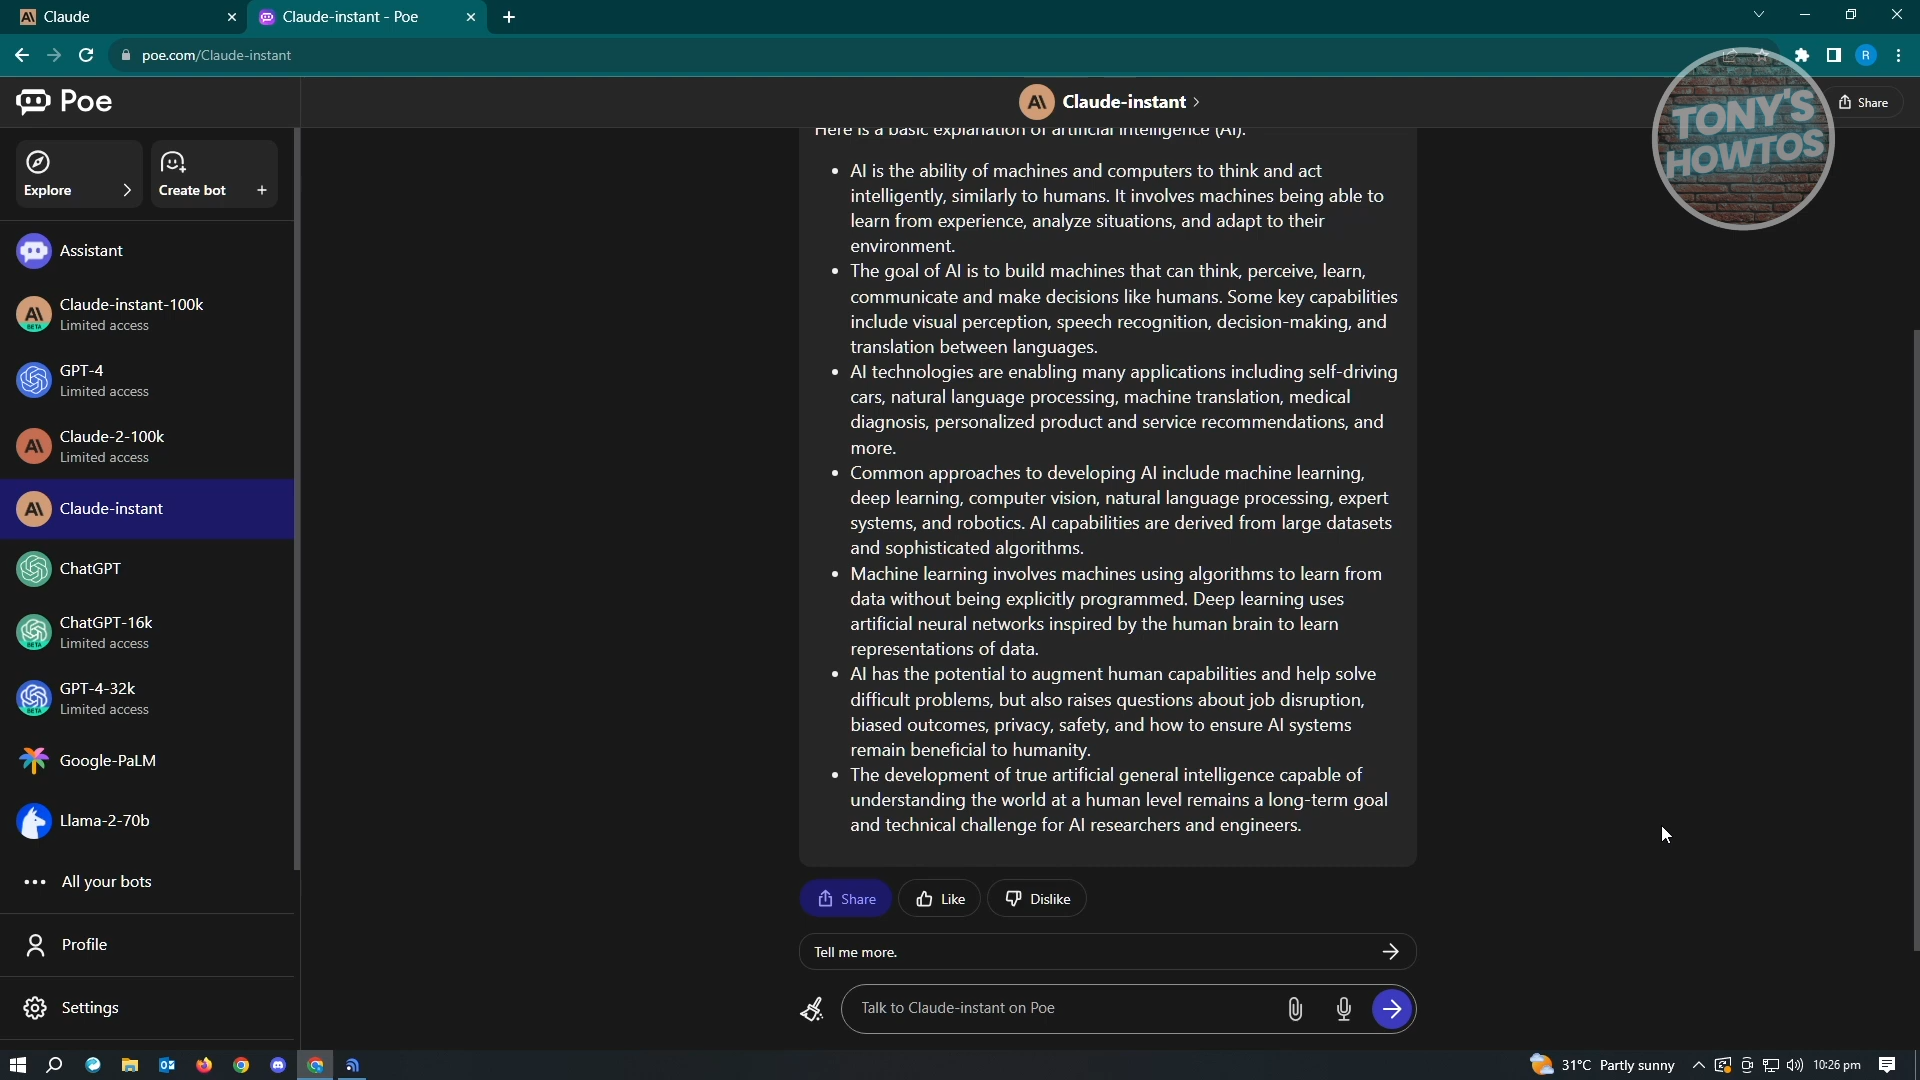 Claude
Claude-instant - Poe
poe.com/Claude-instant
R
Poe
Claude-instant
Share
TONY'S
HOWTOS
Explore
Create bot
Assistant
Claude-instant-100k
Limited access
BETA
GPT-4
Limited access
Claude-2-100k
Limited access
Claude-instant
ChatGPT
ChatGPT-16k
Limited access
BETA
GPT-4-32k
Limited access
BETA
Google-PaLM
Llama-2-70b
All your bots
Profile
Settings
Here is a basic explanation of artificial intelligence (AI):
• AI is the ability of machines and computers to think and act
intelligently, similarly to humans. It involves machines being able to
learn from experience, analyze situations, and adapt to their
environment.
• The goal of AI is to build machines that can think, perceive, learn,
communicate and make decisions like humans. Some key capabilities
include visual perception, speech recognition, decision-making, and
translation between languages.
• AI technologies are enabling many applications including self-driving
cars, natural language processing, machine translation, medical
diagnosis, personalized product and service recommendations, and
more.
• Common approaches to developing AI include machine learning,
deep learning, computer vision, natural language processing, expert
systems, and robotics. AI capabilities are derived from large datasets
and sophisticated algorithms.
• Machine learning involves machines using algorithms to learn from
data without being explicitly programmed. Deep learning uses
artificial neural networks inspired by the human brain to learn
representations of data.
• AI has the potential to augment human capabilities and help solve
difficult problems, but also raises questions about job disruption,
biased outcomes, privacy, safety, and how to ensure AI systems
remain beneficial to humanity.
• The development of true artificial general intelligence capable of
understanding the world at a human level remains a long-term goal
and technical challenge for AI researchers and engineers.
Share
Like
Dislike
Tell me more.
Talk to Claude-instant on Poe
31°C Partly sunny
10:26 pm